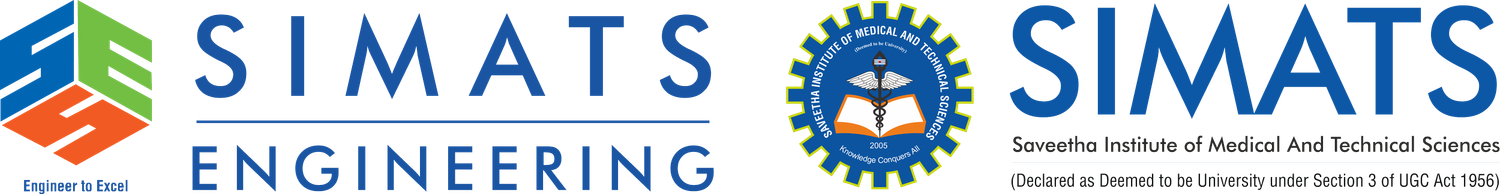 SES
Engineer to Excel
SIMATS
ENGINEERING
SAVEETHA INSTITUTE OF MEDICAL AND TECHNICAL SCIENCES
(Deemed to be University)
2005
Knowledge Conquers All
SIMATS
Saveetha Institute of Medical And Technical Sciences
(Declared as Deemed to be University under Section 3 of UGC Act 1956)